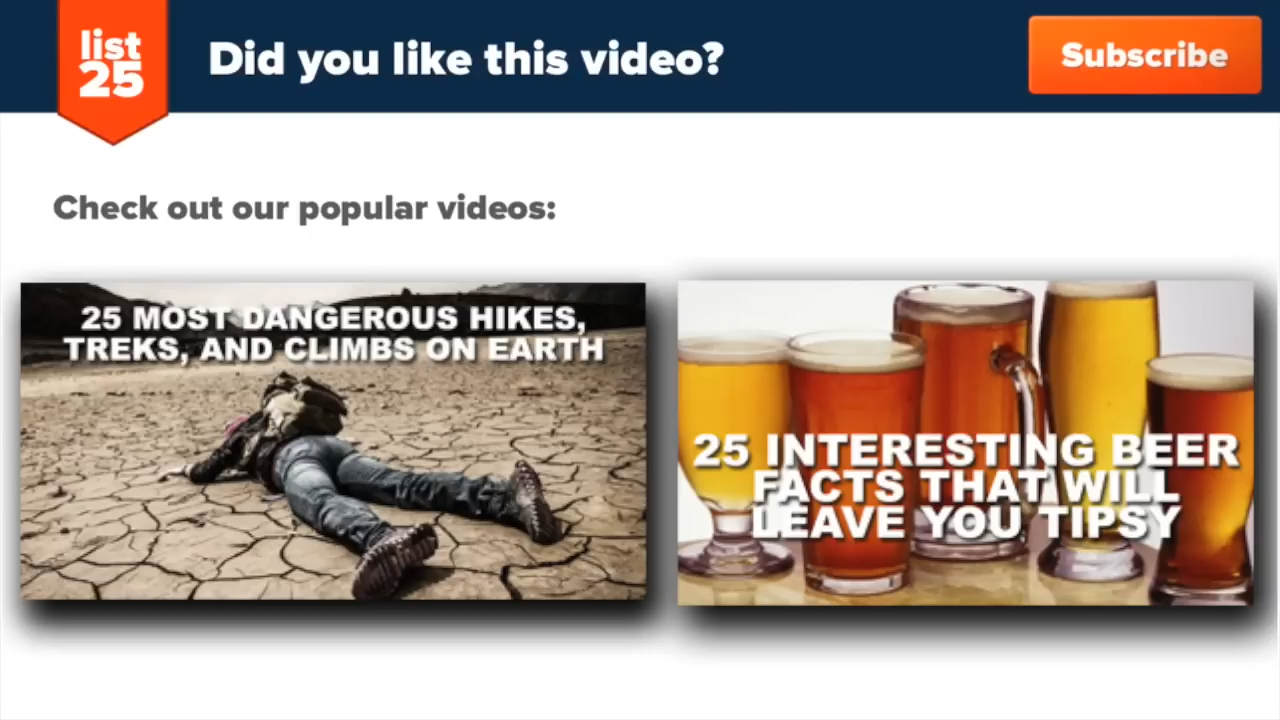 list
25
Did you like this video?
Subscribe
Check out our popular videos:
25 MOST DANGEROUS HIKES,
TREKS, AND CLIMBS ON EARTH
25 INTERESTING BEER
FACTS THAT WILL
LEAVE YOU TIPSY